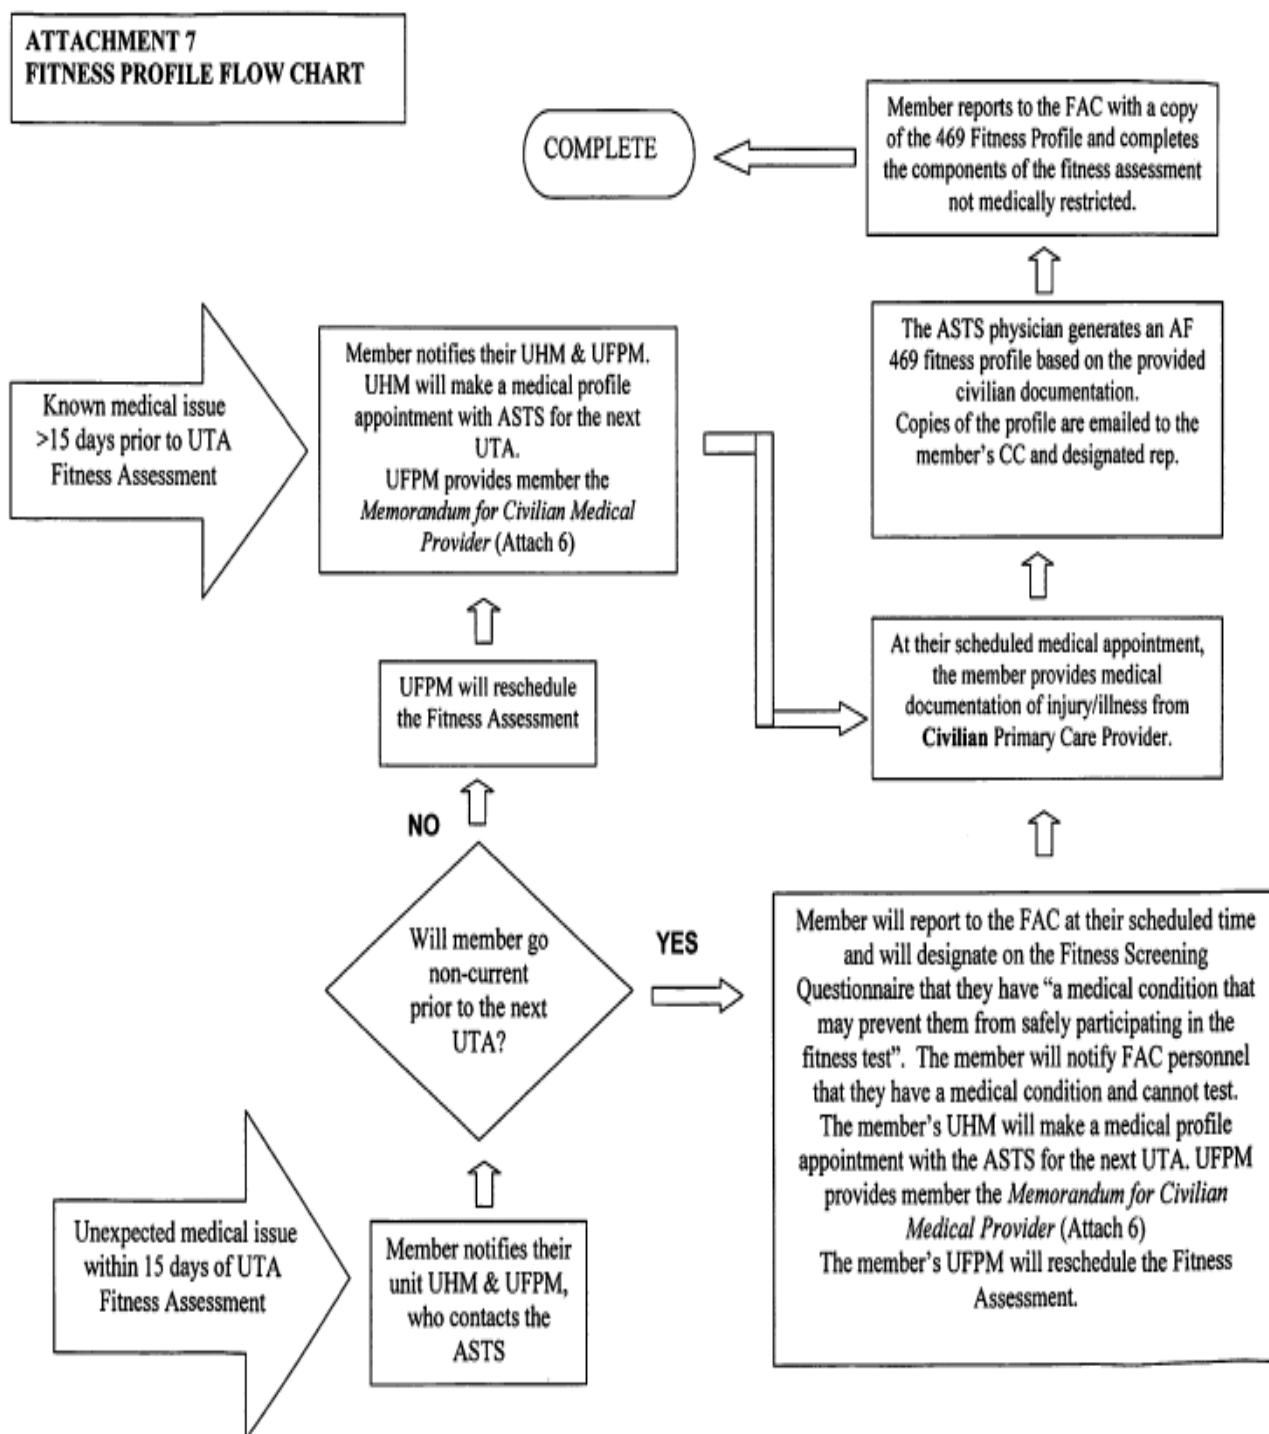 ATTACHMENT 7
FITNESS PROFILE FLOW CHART
COMPLETE
Member reports to the FAC with a copy
of the 469 Fitness Profile and completes
the components of the fitness assessment
not medically restricted.
Known medical issue
>15 days prior to UTA
Fitness Assessment
Member notifies their UHM & UFPM.
UHM will make a medical profile
appointment with ASTS for the next
UTA.
UFPM provides member the
Memorandum for Civilian Medical
Provider (Attach 6)
The ASTS physician generates an AF
469 fitness profile based on the provided
civilian documentation.
Copies of the profile are emailed to the
member's CC and designated rep.
UFPM will reschedule
the Fitness Assessment
At their scheduled medical appointment,
the member provides medical
documentation of injury/illness from
Civilian Primary Care Provider.
NO
Will member go
non-current
prior to the next
UTA?
YES
Member will report to the FAC at their scheduled time
and will designate on the Fitness Screening
Questionnaire that they have "a medical condition that
may prevent them from safely participating in the
fitness test". The member will notify FAC personnel
that they have a medical condition and cannot test.
The member's UHM will make a medical profile
appointment with the ASTS for the next UTA. UFPM
provides member the Memorandum for Civilian
Medical Provider (Attach 6)
The member's UFPM will reschedule the Fitness
Assessment.
Unexpected medical issue
within 15 days of UTA
Fitness Assessment
Member notifies their
unit UHM & UFPM,
who contacts the
ASTS